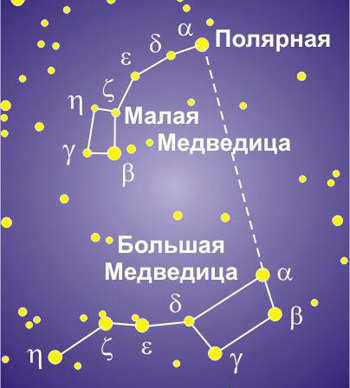 α Полярная
δ
ε
ζ
η
Малая
Медведица
γ
β
Большая
Медведица
α
δ
β
ζ
ε
γ
η